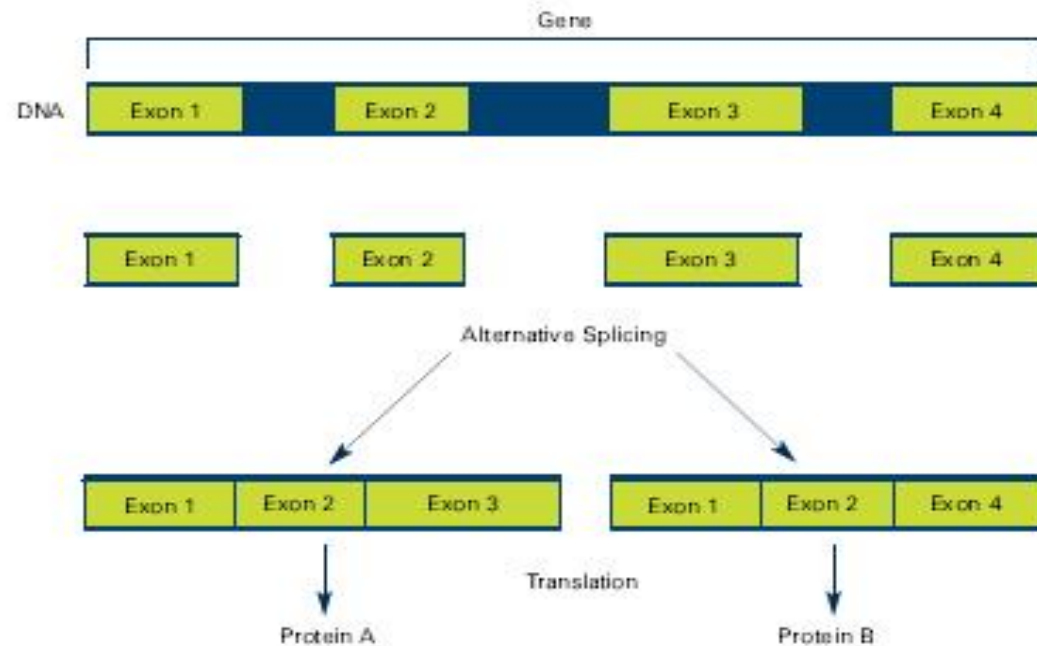 Gene
DNA Exon 1 Exon 2 Exon 3 Exon 4
Exon 1 Exon 2 Exon 3 Exon 4
Alternative Splicing
Exon 1 Exon 2 Exon 3 Exon 1 Exon 2 Exon 4
Translation
Protein A Protein B